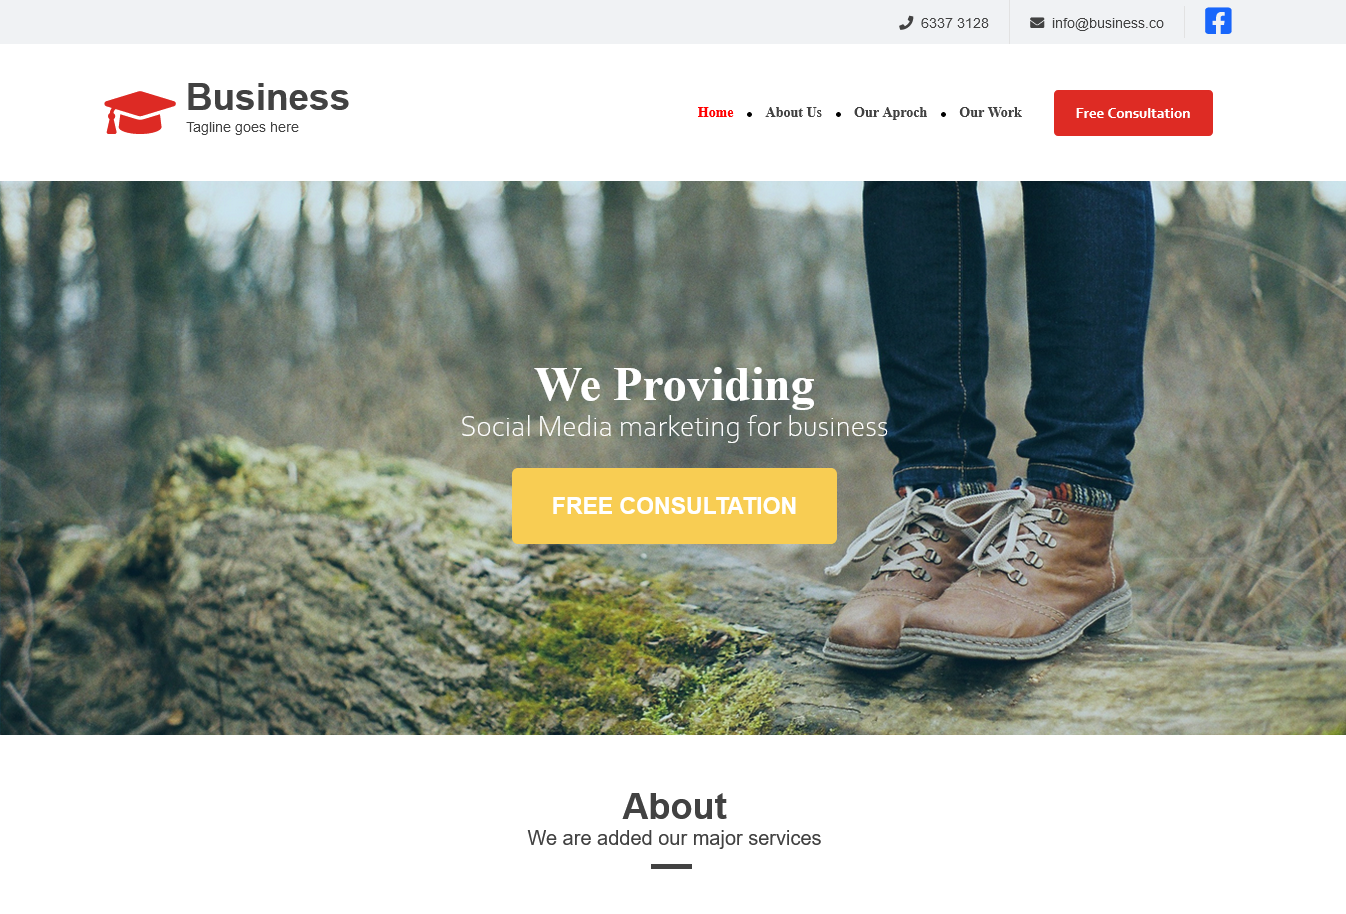 6337 3128
info@business.co
Business
Tagline goes here
Home
About Us
Our Aproch
Our Work
Free Consultation
We Providing
Social Media marketing for business
FREE CONSULTATION
About
We are added our major services